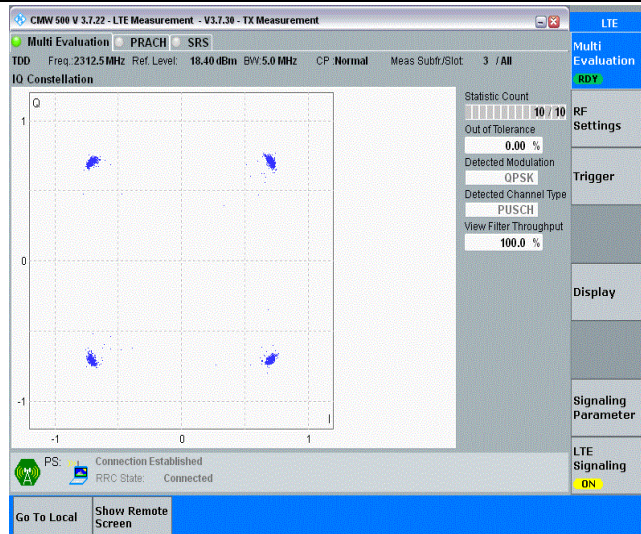 CMW 500 V 3.7.22 - LTE Measurement - V3.7.30 - TX Measurement
LTE
Multi Evaluation PRACH SRS
TDD Freg.:2312.5 MHz Ref. Level: 18.40 dBm BW:5.0 MHz CP :Normal Meas Subfr/Slot: 3 / All
IQ Constellation
Q
1
0
-1
-1 0 1
I
Statistic Count
10 / 10
Out of Tolerance
0.00 %
Detected Modulation
QPSK
Detected Channel Type
PUSCH
View Filter Throughput
100.0 %
PS: Connection Established
RRC State: Connected
Multi
Evaluation
RDY
RF
Settings
Trigger
Display
Signaling
Parameter
LTE
Signaling
ON
Go To Local
Show Remote
Screen